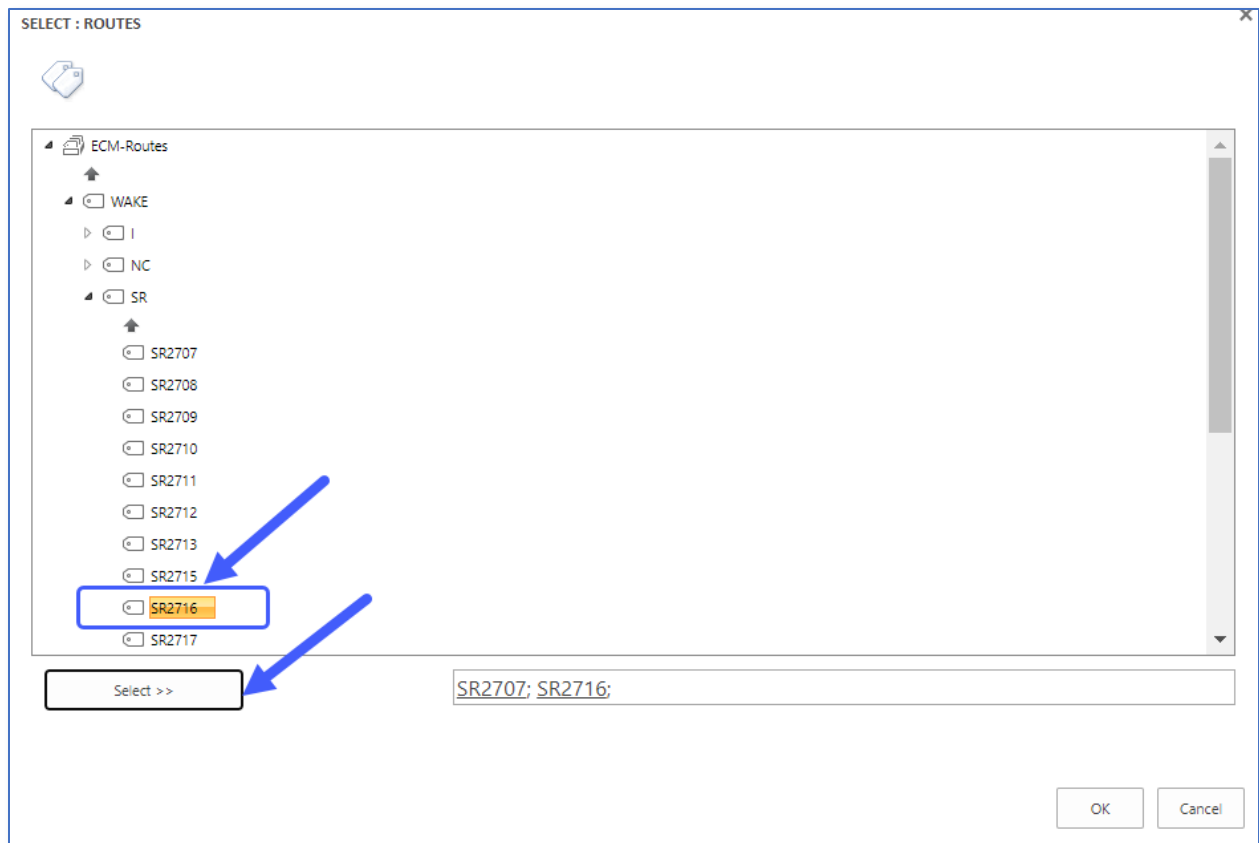 SELECT : ROUTES
ECM-Routes
WAKE
I
NC
SR
SR2707
SR2708
SR2709
SR2710
SR2711
SR2712
SR2713
SR2715
SR2716
SR2717
Select >>
SR2707; SR2716;
OK
Cancel